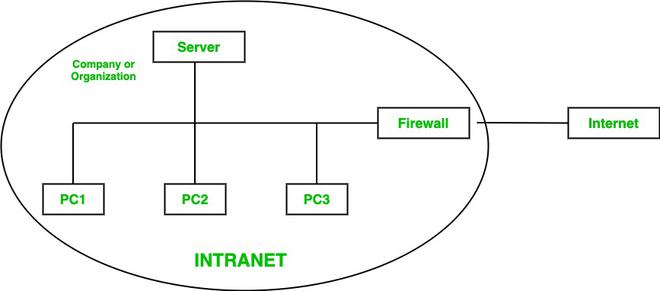 Server
Company or
Organization
Firewall
Internet
PC1
PC2
PC3
INTRANET